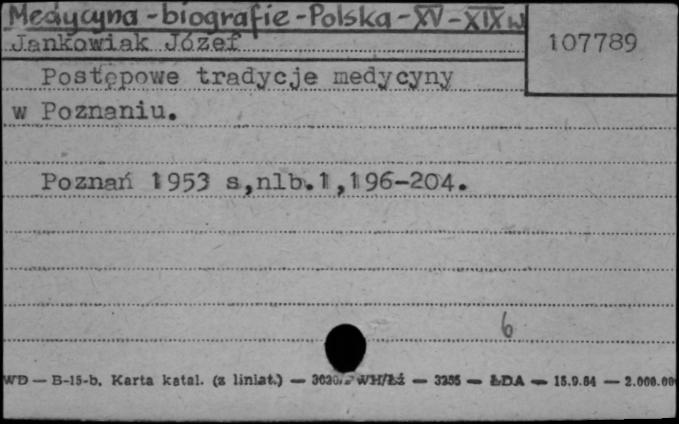 Medycyna - biografie - Polska - XV - XIX w
107789
Jankowiak Józef
Postępowe tradycje medycyny
w Poznaniu.
Poznań 1953 s,nlb.1,196-204.
6
WD — B-15-b. Karta katal. (z liniat.) — WH/Łź — 3255 — ŁDA — 15.9.64 — 2.000.00